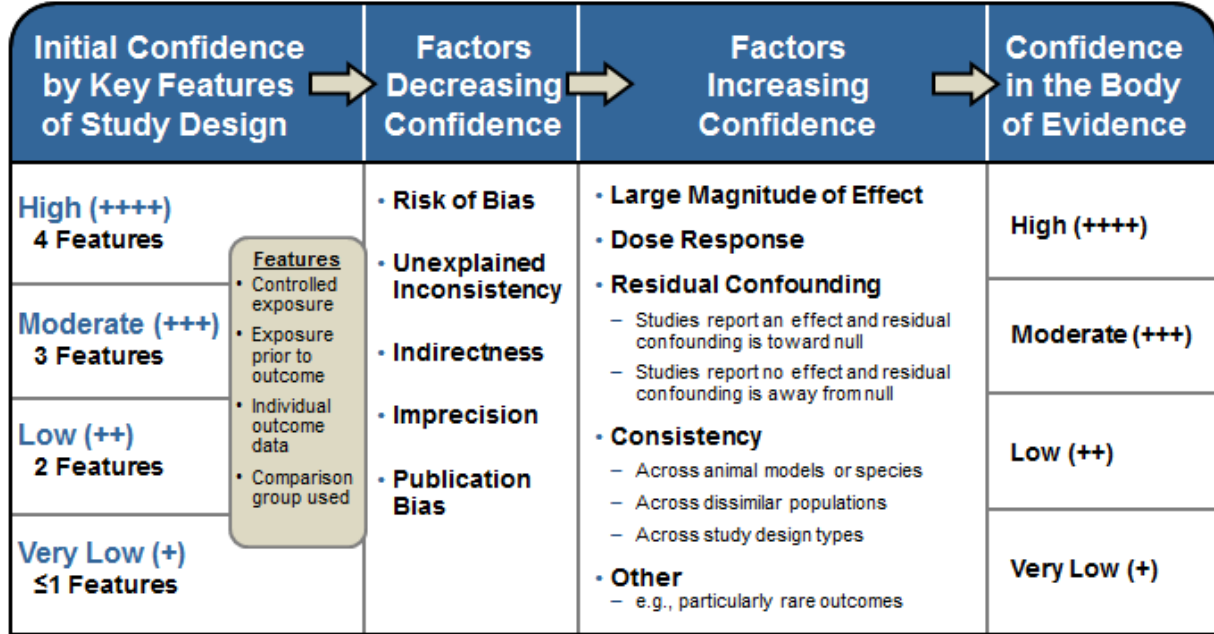 Initial Confidence
by Key Features
of Study Design
Factors
Decreasing
Confidence
Factors
Increasing
Confidence
Confidence
in the Body
of Evidence
High (++++)
4 Features
Moderate (+++)
3 Features
Low (++)
2 Features
Very Low (+)
≤1 Features
Features
• Controlled
exposure
• Exposure
prior to
outcome
• Individual
outcome
data
• Comparison
group used
• Risk of Bias
• Unexplained
Inconsistency
• Indirectness
• Imprecision
• Publication
Bias
• Large Magnitude of Effect
• Dose Response
• Residual Confounding
– Studies report an effect and residual
confounding is toward null
– Studies report no effect and residual
confounding is away from null
• Consistency
– Across animal models or species
– Across dissimilar populations
– Across study design types
• Other
– e.g., particularly rare outcomes
High (++++)
Moderate (+++)
Low (++)
Very Low (+)